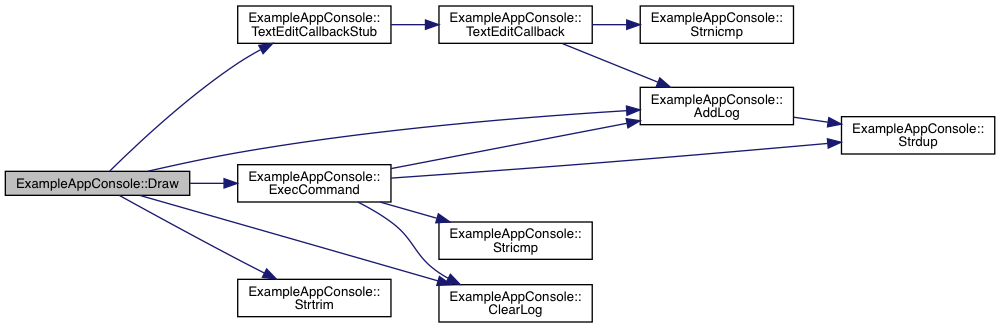 ExampleAppConsole::Draw
ExampleAppConsole::
TextEditCallbackStub
ExampleAppConsole::
TextEditCallback
ExampleAppConsole::
Strnicmp
ExampleAppConsole::
AddLog
ExampleAppConsole::
Strdup
ExampleAppConsole::
ExecCommand
ExampleAppConsole::
Stricmp
ExampleAppConsole::
Strtrim
ExampleAppConsole::
ClearLog